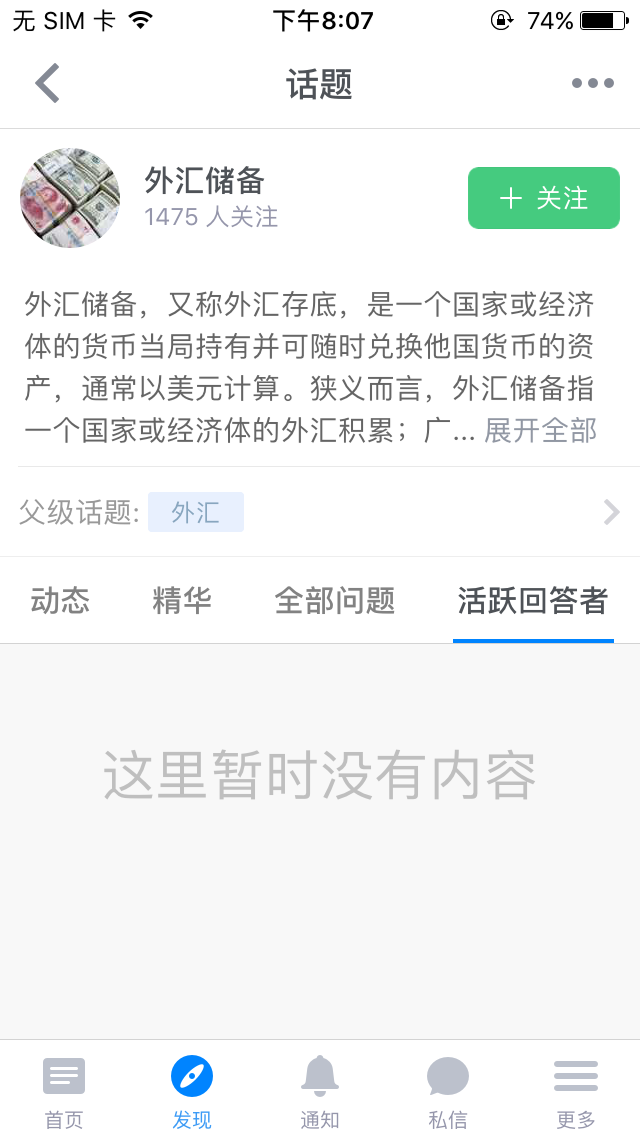 无 SIM 卡 下午8:07 74%
话题
外汇储备
1475 人关注
关注
外汇储备，又称外汇存底，是一个国家或经济
体的货币当局持有并可随时兑换他国货币的资
产，通常以美元计算。狭义而言，外汇储备指
一个国家或经济体的外汇积累；广... 展开全部
父级话题: 外汇
动态 精华 全部问题 活跃回答者
这里暂时没有内容
首页 发现 通知 私信 更多